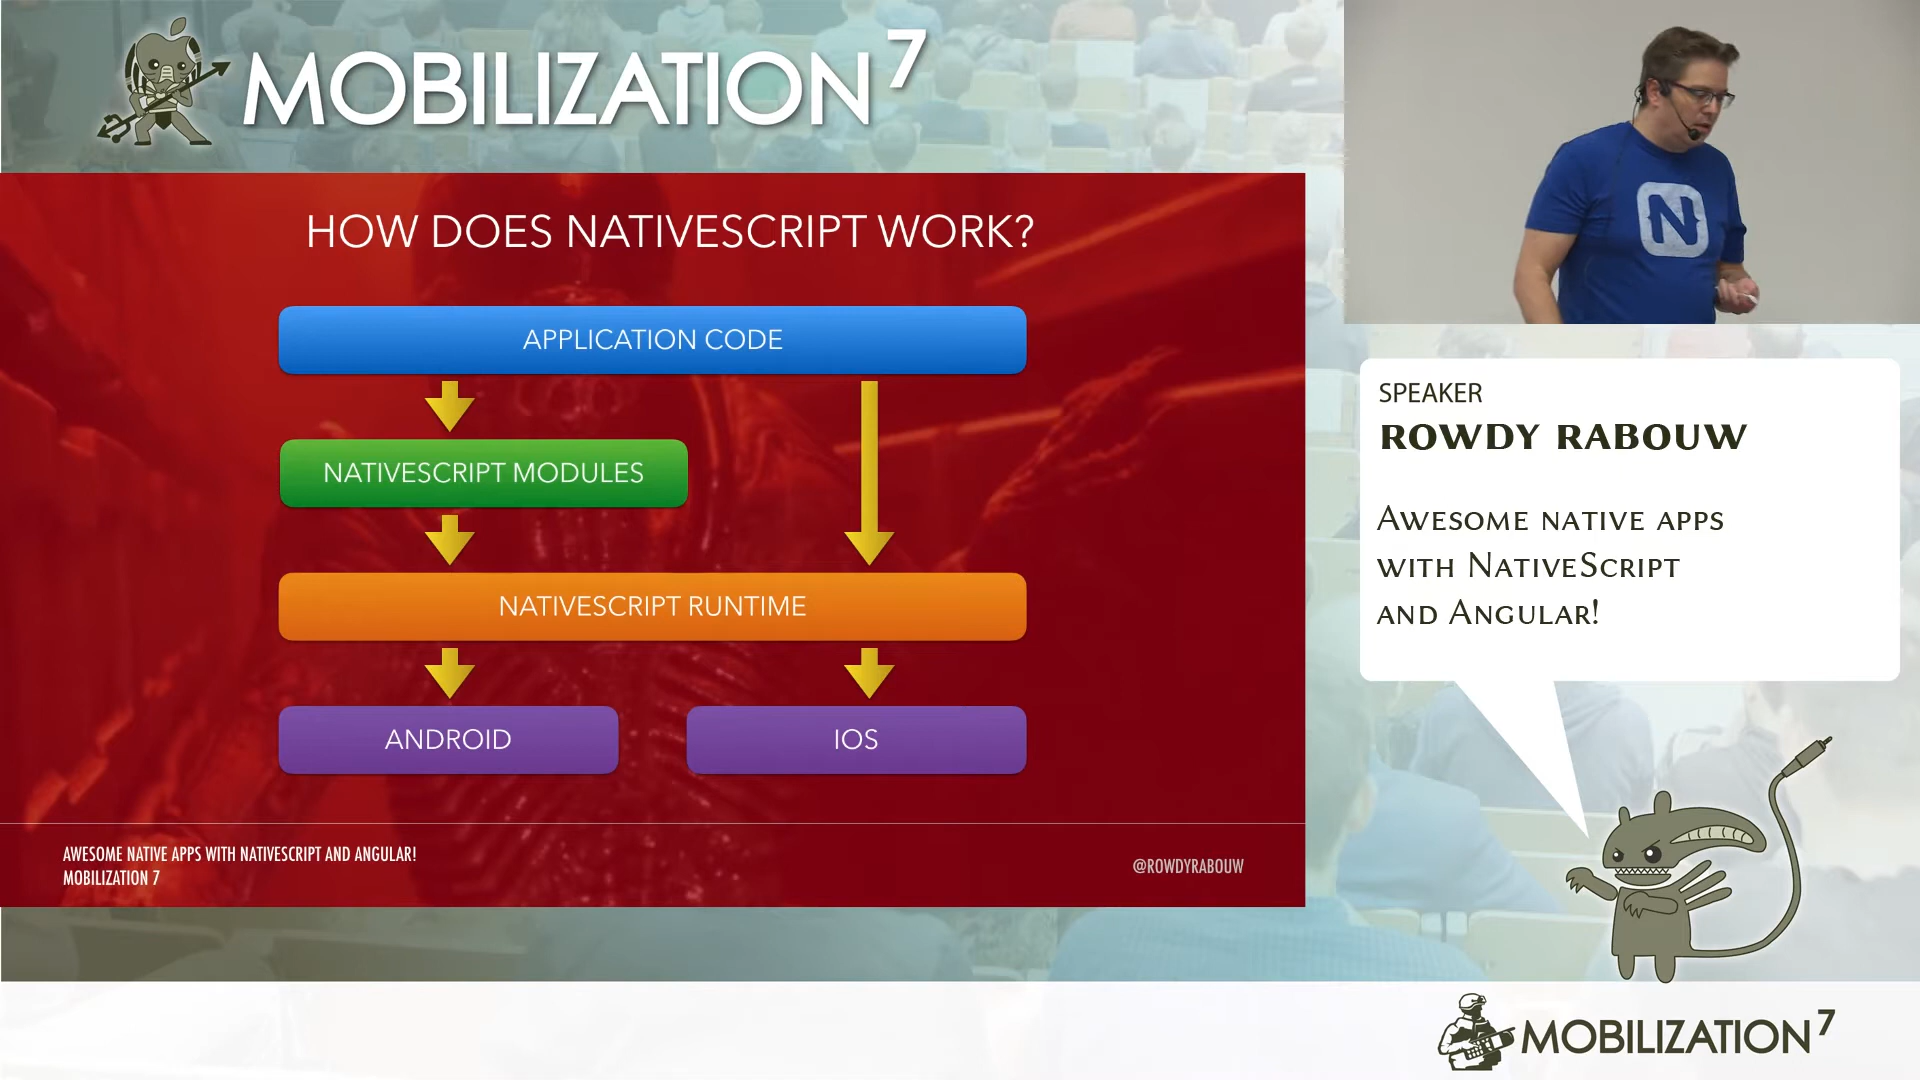 MOBILIZATION 7
HOW DOES NATIVESCRIPT WORK?
APPLICATION CODE
NATIVESCRIPT MODULES
NATIVESCRIPT RUNTIME
ANDROID
IOS
AWESOME NATIVE APPS WITH NATIVESCRIPT AND ANGULAR!
MOBILIZATION 7
@ROWDYRABOUW
N
SPEAKER
ROWDY RABOUW
AWESOME NATIVE APPS
WITH NATIVESCRIPT
AND ANGULAR!
MOBILIZATION 7